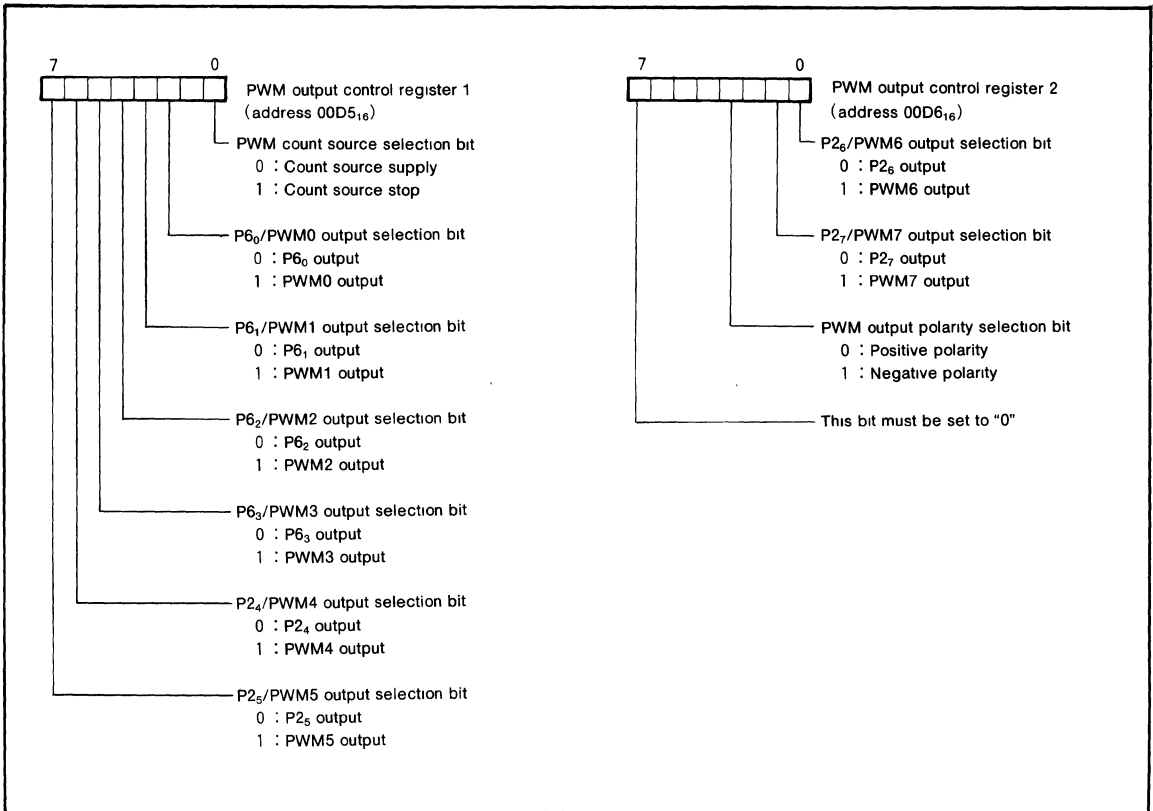 7 0
PWM output control register 1
(address 00D5₁₆)
PWM count source selection bit
0 : Count source supply
1 : Count source stop
P6₀/PWM0 output selection bit
0 : P6₀ output
1 : PWM0 output
P6₁/PWM1 output selection bit
0 : P6₁ output
1 : PWM1 output
P6₂/PWM2 output selection bit
0 : P6₂ output
1 : PWM2 output
P6₃/PWM3 output selection bit
0 : P6₃ output
1 : PWM3 output
P2₄/PWM4 output selection bit
0 : P2₄ output
1 : PWM4 output
P2₅/PWM5 output selection bit
0 : P2₅ output
1 : PWM5 output
7 0
PWM output control register 2
(address 00D6₁₆)
P2₆/PWM6 output selection bit
0 : P2₆ output
1 : PWM6 output
P2₇/PWM7 output selection bit
0 : P2₇ output
1 : PWM7 output
PWM output polarity selection bit
0 : Positive polarity
1 : Negative polarity
This bit must be set to “0”